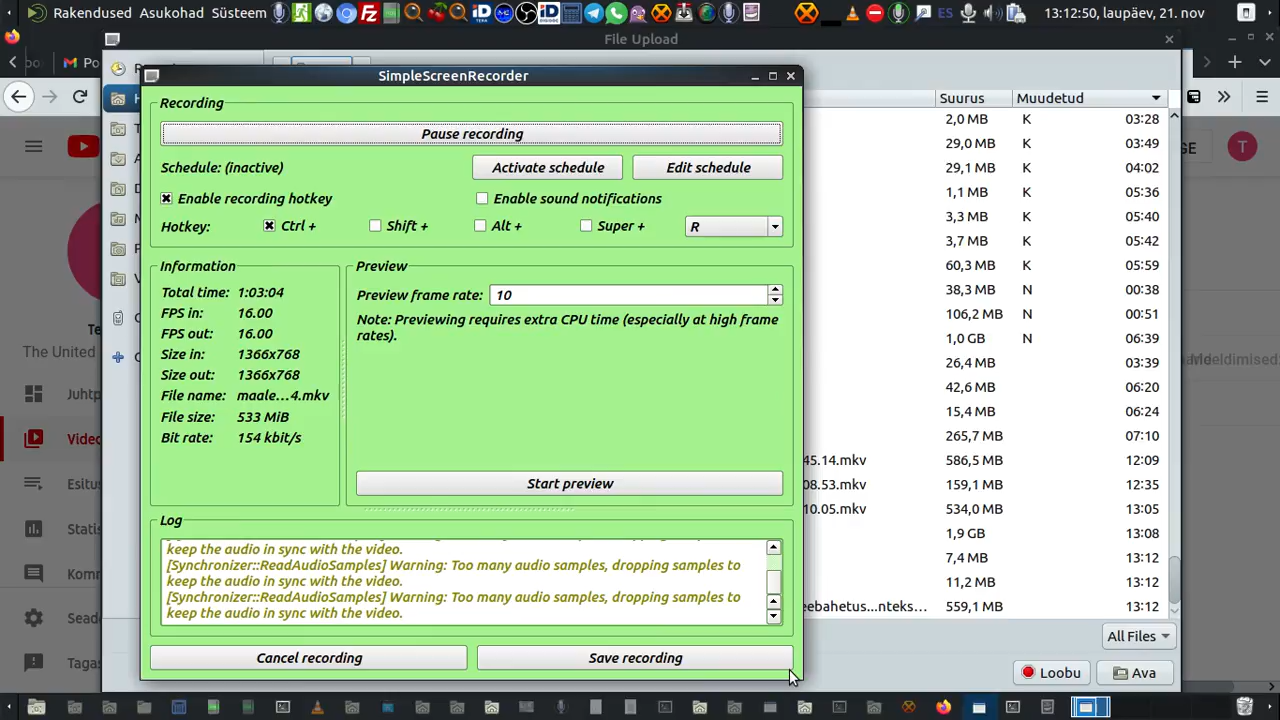 Rakendused Asukohad Süsteem
ES
13:12:50, laupäev, 21. nov
File Upload
SimpleScreenRecorder
Recording
Pause recording
Schedule: (inactive)
Activate schedule
Edit schedule
Enable recording hotkey
Enable sound notifications
Hotkey:
Ctrl +
Shift +
Alt +
Super +
R
Information
Total time: 1:03:04
FPS in: 16.00
FPS out: 16.00
Size in: 1366x768
Size out: 1366x768
File name: maale...4.mkv
File size: 533 MiB
Bit rate: 154 kbit/s
Preview
Preview frame rate: 10
Note: Previewing requires extra CPU time (especially at high frame
rates).
Start preview
Log
keep the audio in sync with the video.
[Synchronizer::ReadAudioSamples] Warning: Too many audio samples, dropping samples to
keep the audio in sync with the video.
[Synchronizer::ReadAudioSamples] Warning: Too many audio samples, dropping samples to
keep the audio in sync with the video.
Cancel recording
Save recording
Suurus
Muudetud
2,0 MB K 03:28
29,0 MB K 03:49
29,1 MB K 04:02
1,1 MB K 05:36
3,3 MB K 05:40
3,7 MB K 05:42
60,3 MB K 05:59
38,3 MB N 00:38
106,2 MB N 00:51
1,0 GB N 06:39
26,4 MB 03:39
42,6 MB 06:20
15,4 MB 06:24
265,7 MB 07:10
45.14.mkv 586,5 MB 12:09
08.53.mkv 159,1 MB 12:35
10.05.mkv 534,0 MB 13:05
1,9 GB 13:08
7,4 MB 13:12
11,2 MB 13:12
eebahetus...nteks... 559,1 MB 13:12
All Files
Loobu
Ava
T
The United
Juhtp
Video
Esitus
Statis
Komm
Seade
Tagas